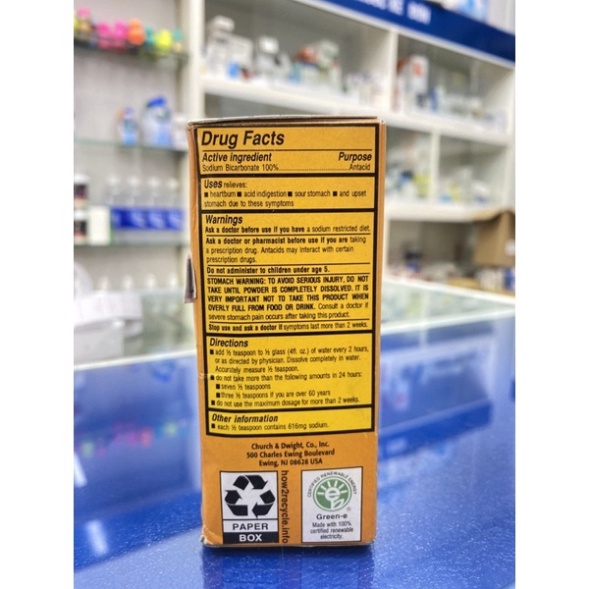 Drug Facts
Active ingredient Purpose
Sodium Bicarbonate 100% Antacid
Uses relieves:
■ heartburn ■ acid indigestion ■ sour stomach ■ and upset
stomach due to these symptoms
Warnings
Ask a doctor before use if you have a sodium restricted diet.
Ask a doctor or pharmacist before use if you are taking
a prescription drug. Antacids may interact with certain
prescription drugs.
Do not administer to children under age 5.
STOMACH WARNING: TO AVOID SERIOUS INJURY, DO NOT
TAKE UNTIL POWDER IS COMPLETELY DISSOLVED. IT IS
VERY IMPORTANT NOT TO TAKE THIS PRODUCT WHEN
OVERLY FULL FROM FOOD OR DRINK. Consult a doctor if
severe stomach pain occurs after taking this product.
Stop use and ask a doctor if symptoms last more than 2 weeks.
Directions
■ add ½ teaspoon to ½ glass (4fl. oz.) of water every 2 hours,
or as directed by physician. Dissolve completely in water.
Accurately measure ½ teaspoon.
■ do not take more than the following amounts in 24 hours:
■ seven ½ teaspoons
■ three ½ teaspoons if you are over 60 years
■ do not use the maximum dosage for more than 2 weeks.
Other information
■ each ½ teaspoon contains 616mg sodium.
Church & Dwight, Co., Inc.
500 Charles Ewing Boulevard
Ewing, NJ 08628 USA
PAPER
BOX
how2recycle.info
CERTIFIED RENEWABLE ENERGY
Green-e
Made with 100%
certified renewable
electricity.